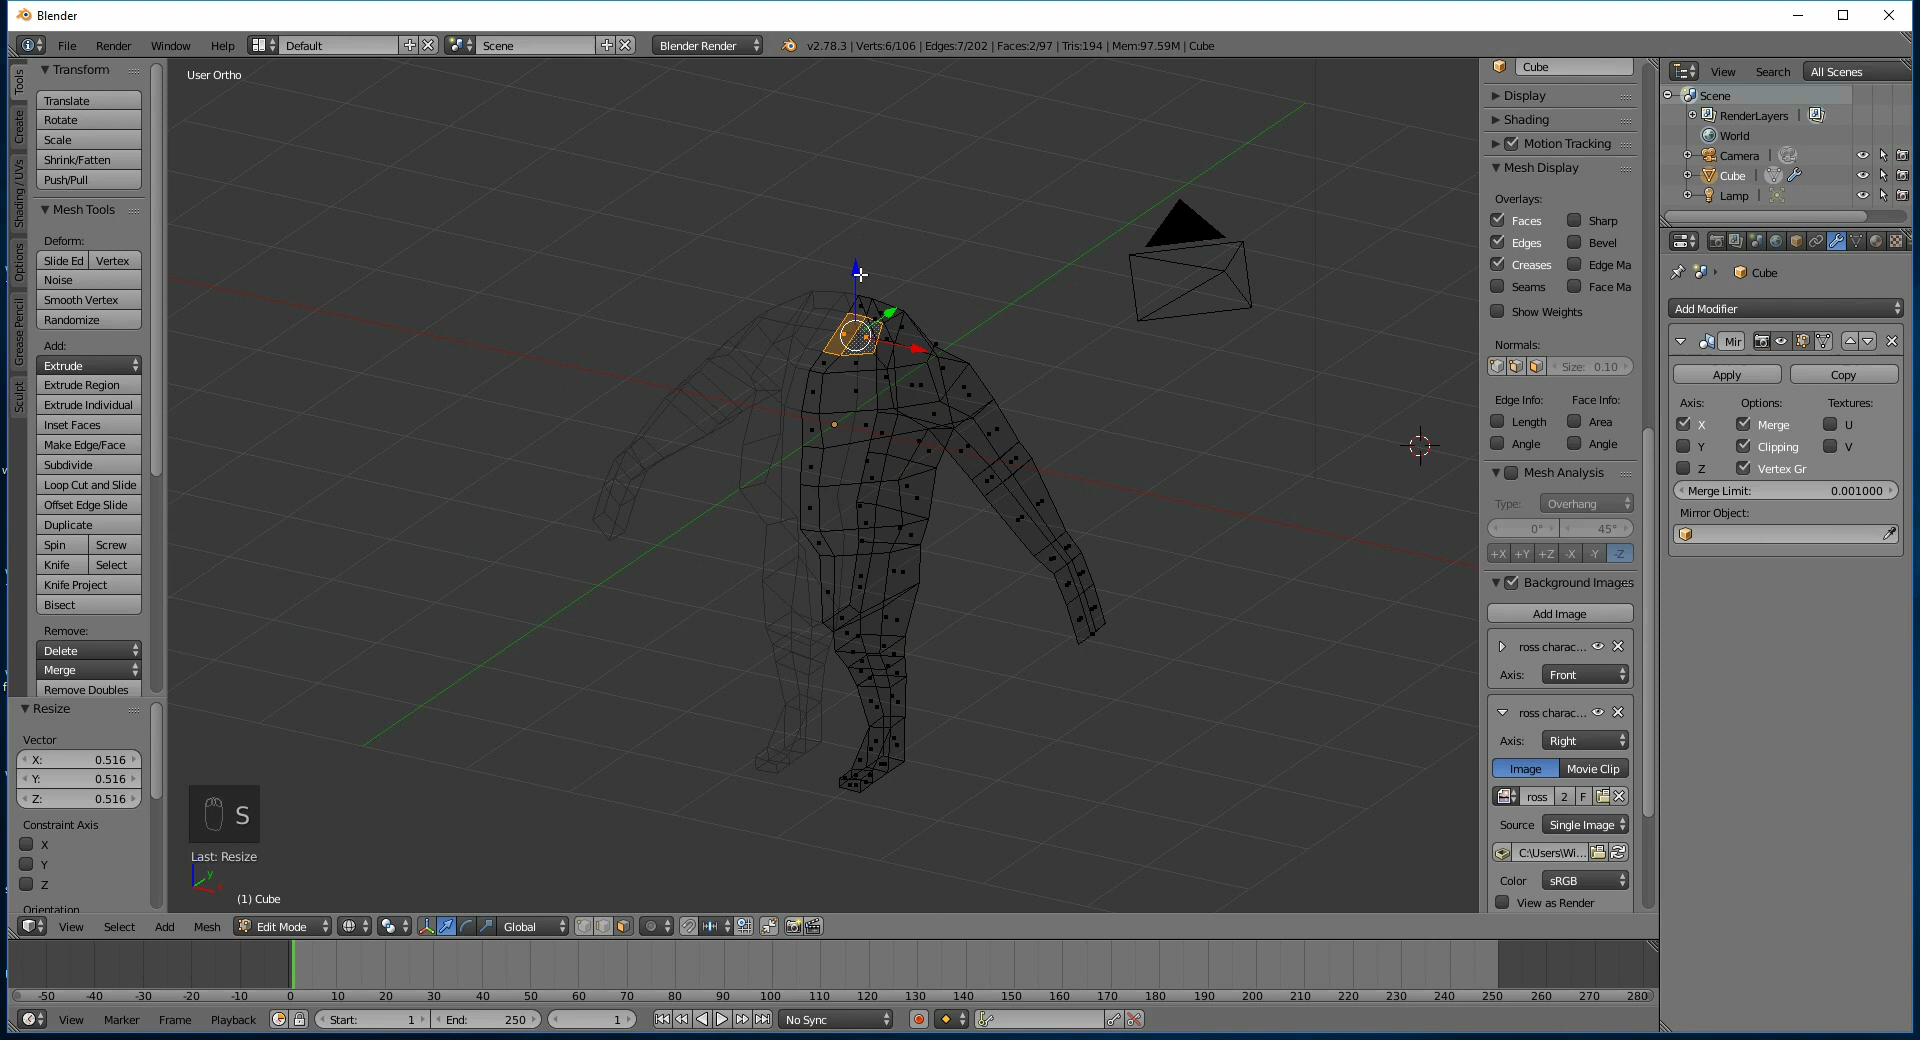 Blender
File Render Window Help Default Scene Blender Render v2.78.3 | Verts:6/106 | Edges:7/202 | Faces:2/97 | Tris:194 | Mem:97.59M | Cube
Tools
Create
Shading / UVs
Options
Grease Pencil
Sculpt
Transform
Translate
Rotate
Scale
Shrink/Fatten
Push/Pull
Mesh Tools
Deform:
Slide Ed Vertex
Noise
Smooth Vertex
Randomize
Add:
Extrude
Extrude Region
Extrude Individual
Inset Faces
Make Edge/Face
Subdivide
Loop Cut and Slide
Offset Edge Slide
Duplicate
Spin Screw
Knife Select
Knife Project
Bisect
Remove:
Delete
Merge
Remove Doubles
Resize
Vector
X: 0.516
Y: 0.516
Z: 0.516
Constraint Axis
X
Y
Z
Orientation
User Ortho
S
Last: Resize
y
x
(1) Cube
Cube
Display
Shading
Motion Tracking
Mesh Display
Overlays:
Faces Sharp
Edges Bevel
Creases Edge Ma
Seams Face Ma
Show Weights
Normals:
Size: 0.10
Edge Info: Face Info:
Length Area
Angle Angle
Mesh Analysis
Type: Overhang
0° 45°
+X +Y +Z -X -Y -Z
Background Images
Add Image
ross charac...
Axis: Front
ross charac...
Axis: Right
Image Movie Clip
ross 2 F
Source Single Image
C:\Users\Wi...
Color sRGB
View as Render
View Search All Scenes
Scene
RenderLayers |
World
Camera |
Cube |
Lamp |
Cube
Add Modifier
Mir
Apply Copy
Axis: Options: Textures:
X Merge U
Y Clipping V
Z Vertex Gr
Merge Limit: 0.001000
Mirror Object:
View Select Add Mesh Edit Mode Global
-50 -40 -30 -20 -10 0 10 20 30 40 50 60 70 80 90 100 110 120 130 140 150 160 170 180 190 200 210 220 230 240 250 260 270 280
View Marker Frame Playback Start: 1 End: 250 1 No Sync